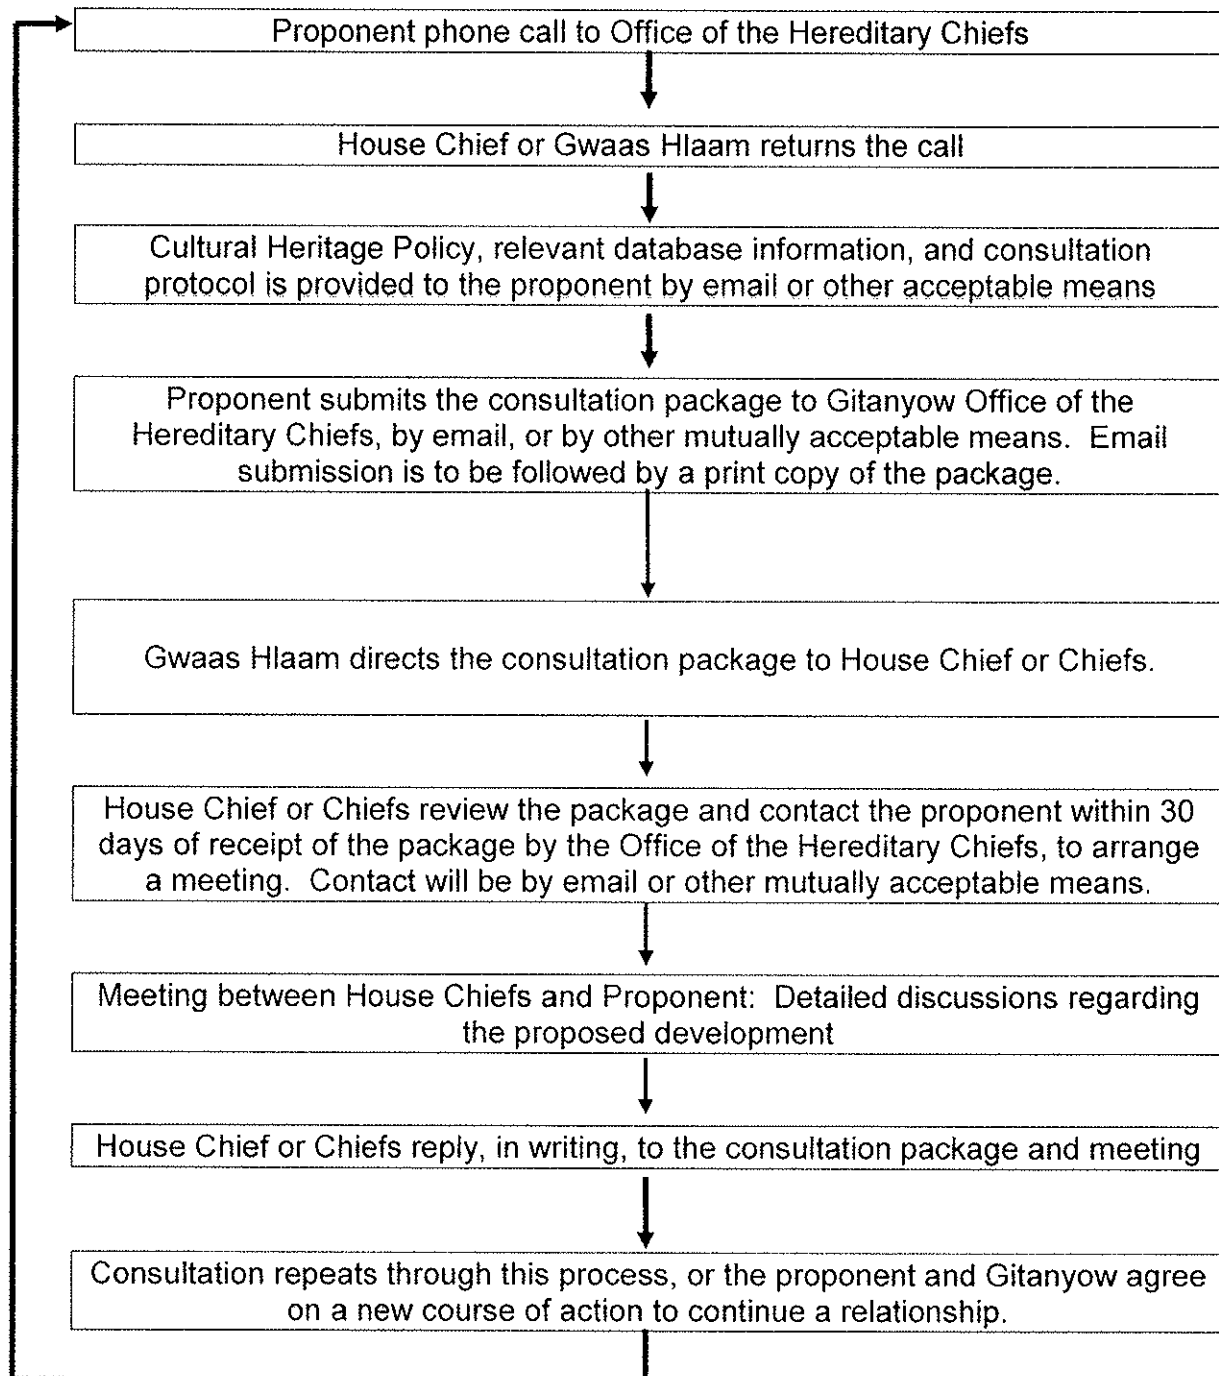 Proponent phone call to Office of the Hereditary Chiefs
House Chief or Gwaas Hlaam returns the call
Cultural Heritage Policy, relevant database information, and consultation
protocol is provided to the proponent by email or other acceptable means
Proponent submits the consultation package to Gitanyow Office of the
Hereditary Chiefs, by email, or by other mutually acceptable means.  Email
submission is to be followed by a print copy of the package.
Gwaas Hlaam directs the consultation package to House Chief or Chiefs.
House Chief or Chiefs review the package and contact the proponent within 30
days of receipt of the package by the Office of the Hereditary Chiefs, to arrange
a meeting.  Contact will be by email or other mutually acceptable means.
Meeting between House Chiefs and Proponent:  Detailed discussions regarding
the proposed development
House Chief or Chiefs reply, in writing, to the consultation package and meeting
Consultation repeats through this process, or the proponent and Gitanyow agree
on a new course of action to continue a relationship.